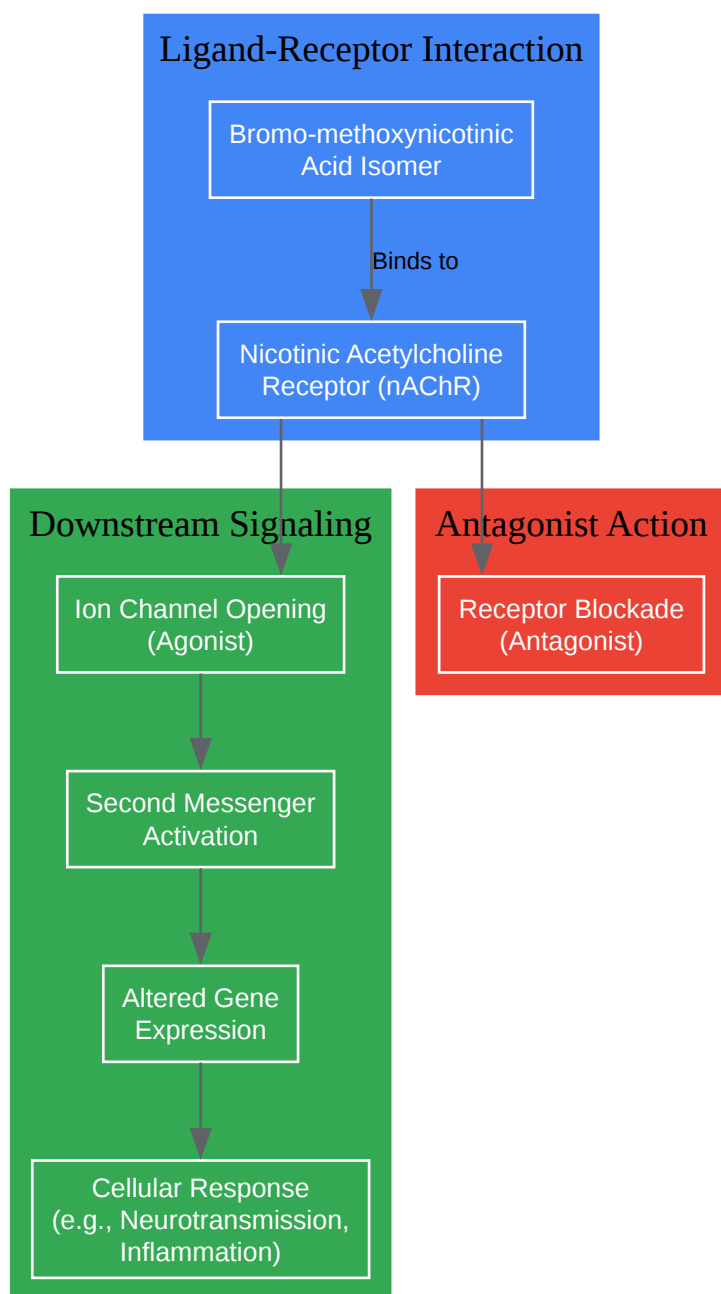 Ligand-Receptor Interaction
Bromo-methoxynicotinic
Acid Isomer
Binds to
Nicotinic Acetylcholine
Receptor (nAChR)
Downstream Signaling
Ion Channel Opening
(Agonist)
Second Messenger
Activation
Altered Gene
Expression
Cellular Response
(e.g., Neurotransmission,
Inflammation)
Antagonist Action
Receptor Blockade
(Antagonist)